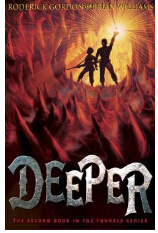 RODERICK GORDON • BRIAN WILLIAMS
DEEPER
THE SECOND BOOK IN THE TUNNELS SERIES